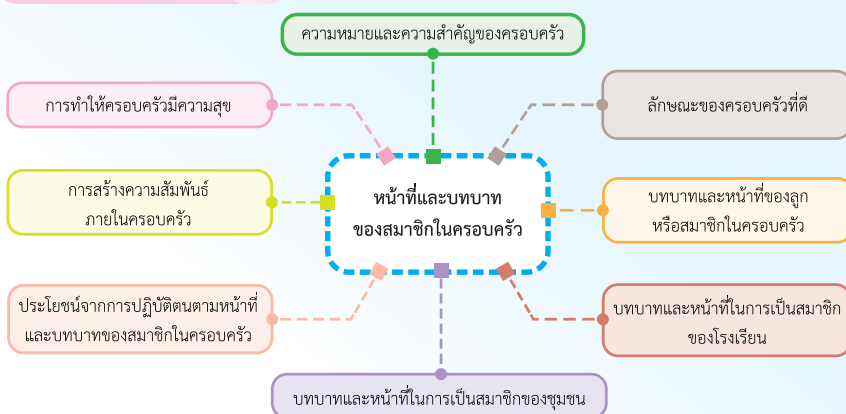 ความหมายและความสำคัญของครอบครัว
การทำให้ครอบครัวมีความสุข
ลักษณะของครอบครัวที่ดี
การสร้างความสัมพันธ์
ภายในครอบครัว
หน้าที่และบทบาท
ของสมาชิกในครอบครัว
บทบาทและหน้าที่ของลูก
หรือสมาชิกในครอบครัว
ประโยชน์จากการปฏิบัติตนตามหน้าที่
และบทบาทของสมาชิกในครอบครัว
บทบาทและหน้าที่ในการเป็นสมาชิก
ของโรงเรียน
บทบาทและหน้าที่ในการเป็นสมาชิกของชุมชน